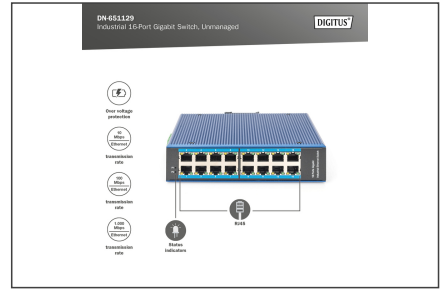 DN-651129
Industrial 16-Port Gigabit Switch, Unmanaged
DIGITUS®
Over voltage
protection
10
Mbps
Ethernet
transmission
rate
100
Mbps
Ethernet
transmission
rate
1.000
Mbps
Ethernet
transmission
rate
Status
indicators
RJ45